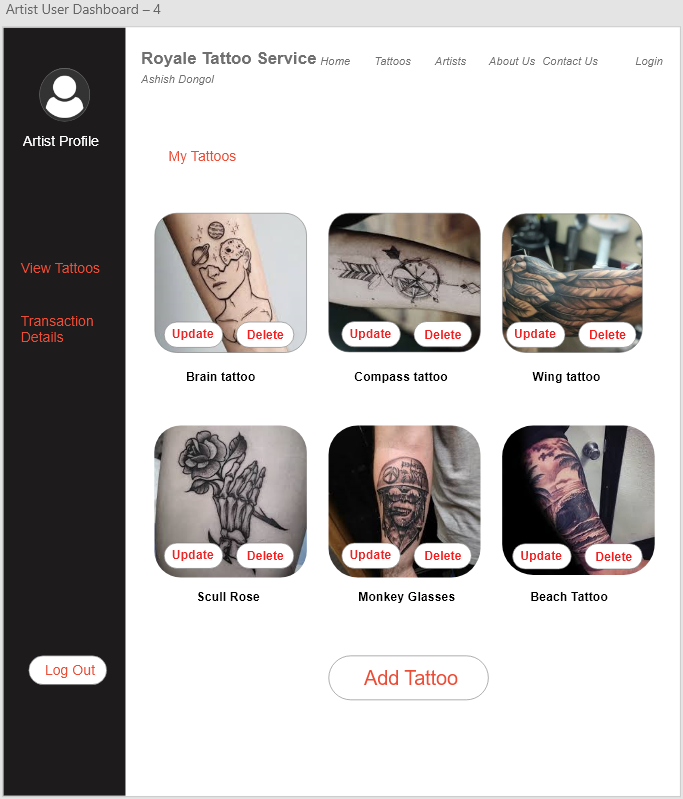 Artist User Dashboard – 4
Royale Tattoo Service Home Tattoos Artists About Us Contact Us Login
Ashish Dongol
Artist Profile
My Tattoos
View Tattoos
Transaction
Details
Update Delete Update Delete Update Delete
Brain tattoo Compass tattoo Wing tattoo
Update Delete Update Delete Update Delete
Scull Rose Monkey Glasses Beach Tattoo
Log Out
Add Tattoo